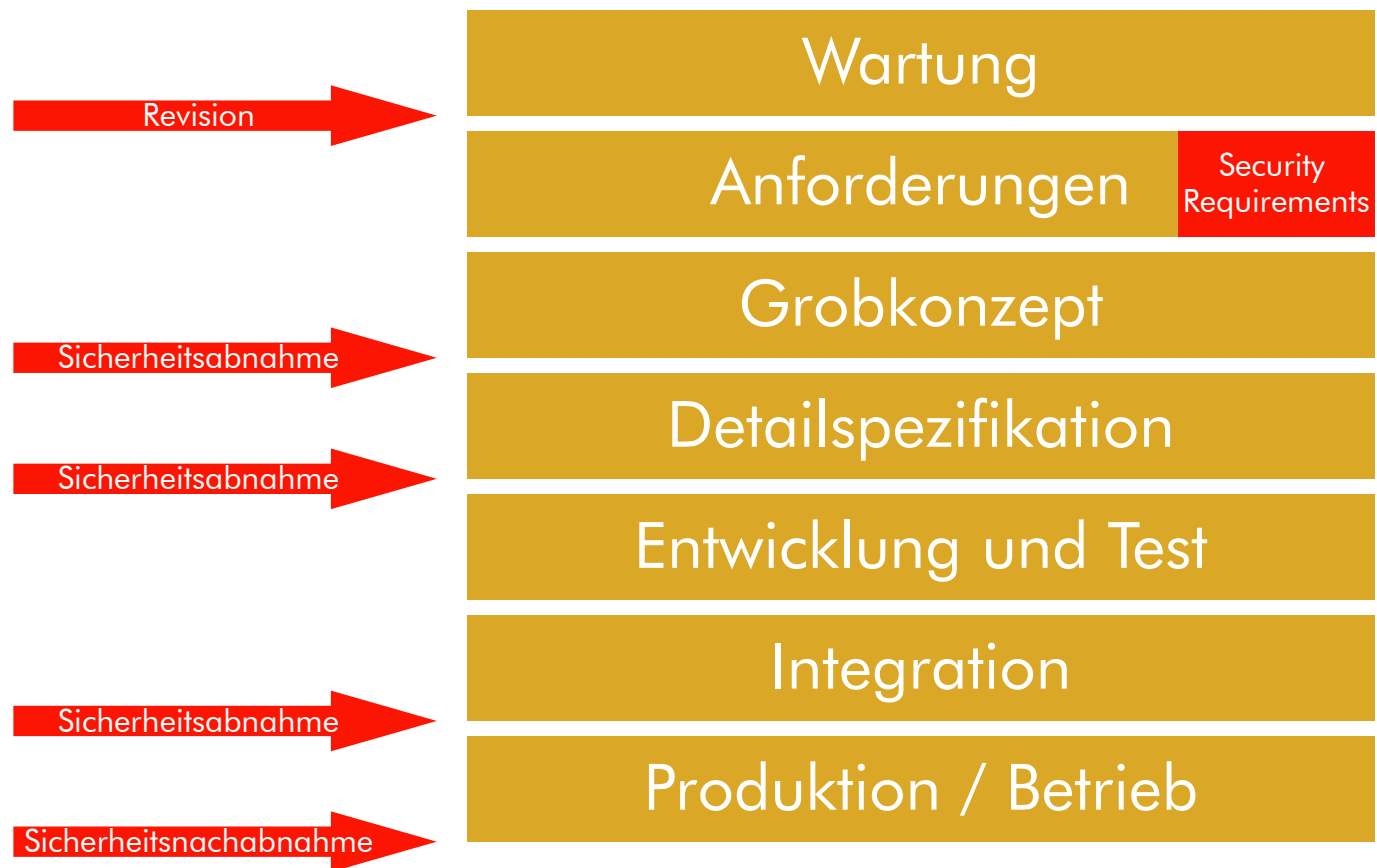 Wartung
Revision
Anforderungen
Security
Requirements
Grobkonzept
Sicherheitsabnahme
Detailspezifikation
Sicherheitsabnahme
Entwicklung und Test
Integration
Sicherheitsabnahme
Produktion / Betrieb
Sicherheitsnachabnahme